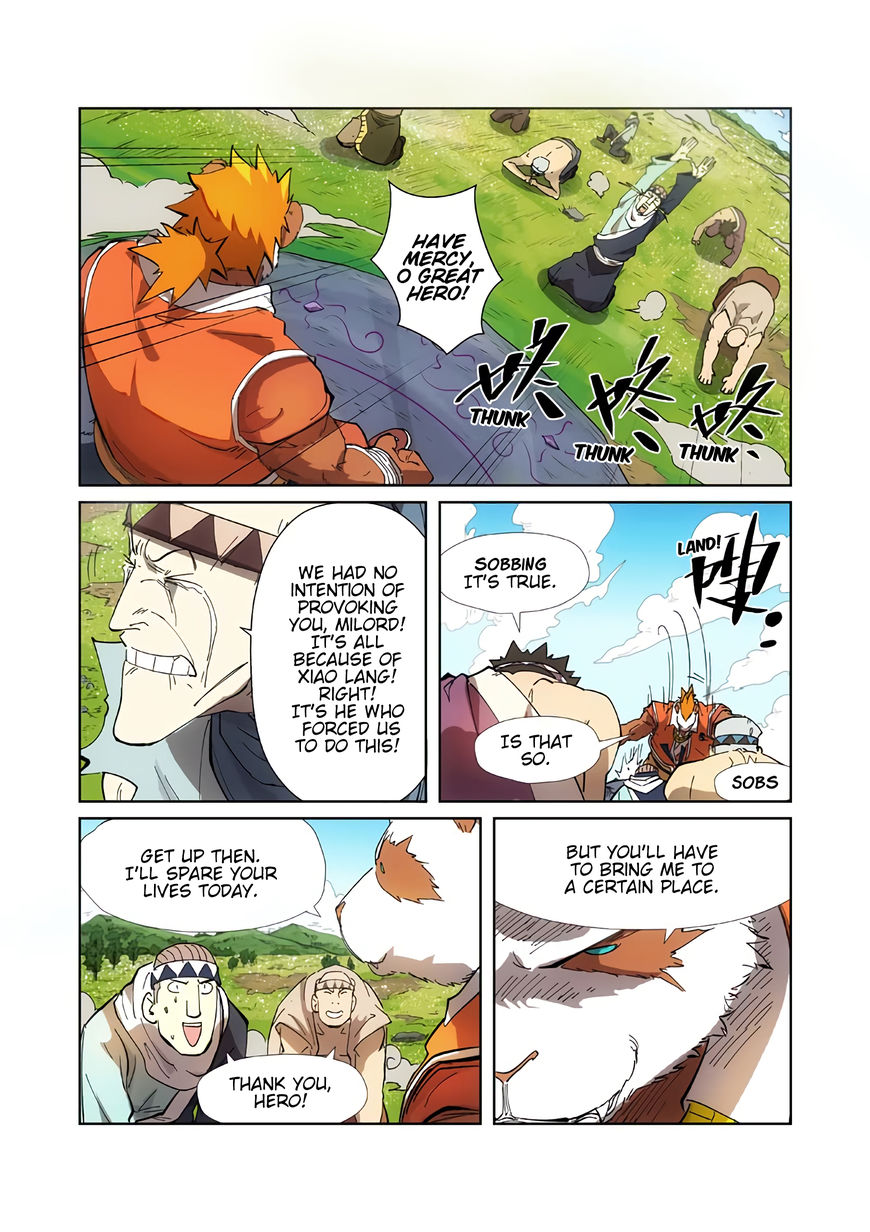 HAVE
MERCY,
O GREAT
HERO!
咚
THUNK
咚
THUNK
咚
THUNK
WE HAD NO
INTENTION OF
PROVOKING
YOU, MILORD!
IT'S ALL
BECAUSE OF
XIAO LANG!
RIGHT!
IT'S HE WHO
FORCED US
TO DO THIS!
SOBBING
IT'S TRUE.
LAND!
IS THAT
SO.
SOBS
GET UP THEN.
I'LL SPARE YOUR
LIVES TODAY.
THANK YOU,
HERO!
BUT YOU'LL HAVE
TO BRING ME TO
A CERTAIN PLACE.